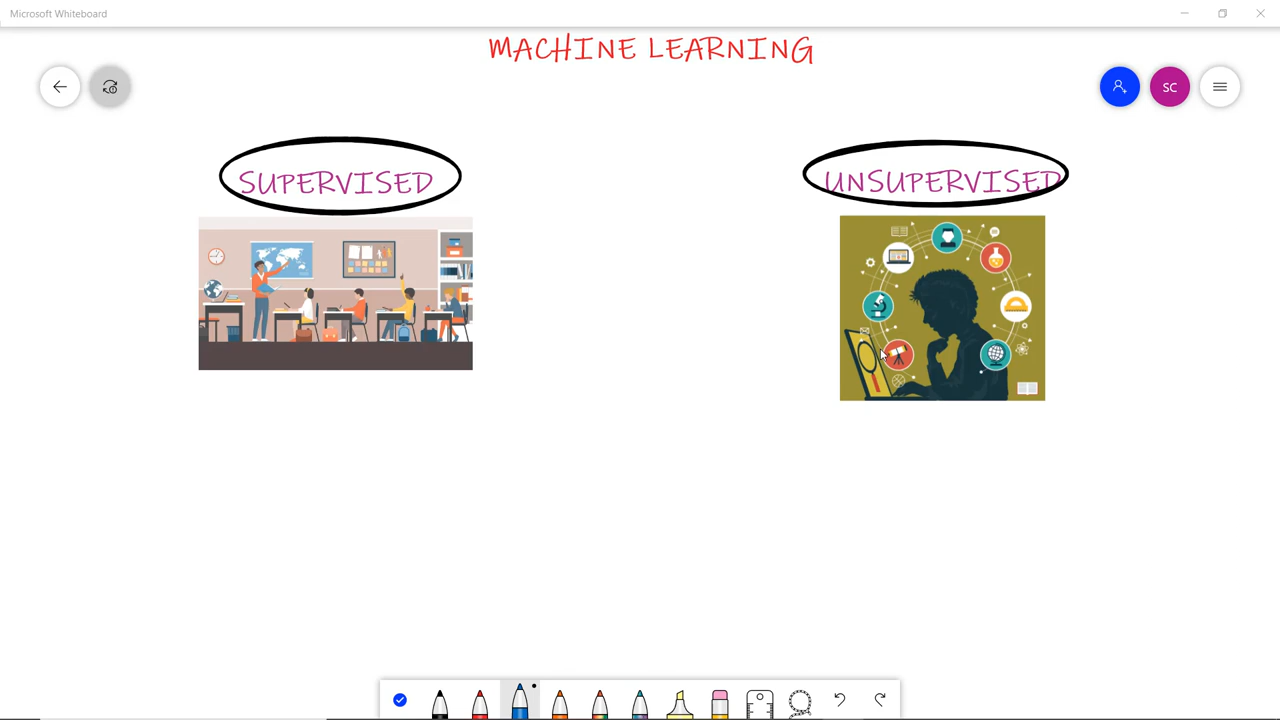 Microsoft Whiteboard
MACHINE LEARNING
SC
SUPERVISED
UNSUPERVISED